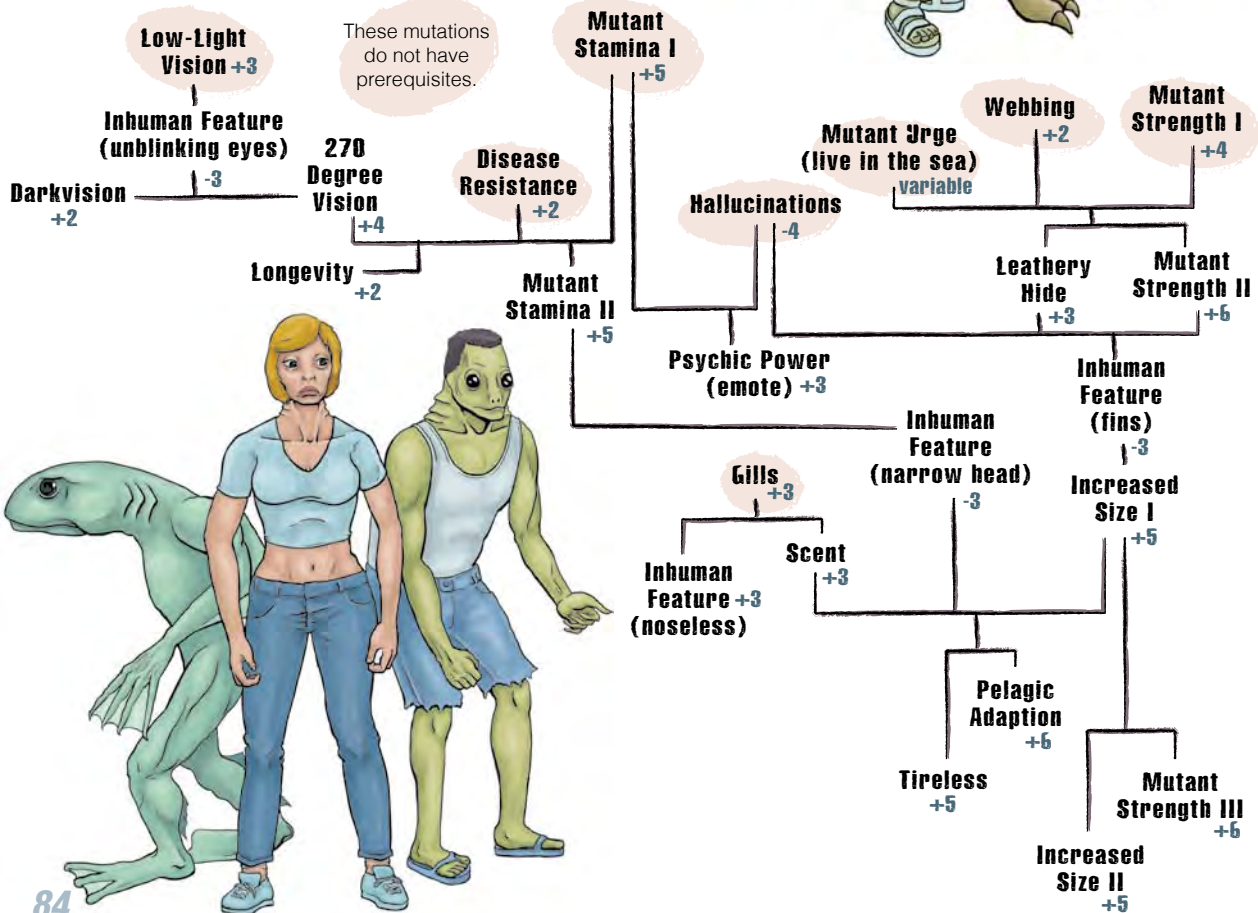 Low-Light
Vision +3
These mutations
do not have
prerequisites.
Mutant
Stamina I
+5
Inhuman Feature
(unblinking eyes)
-3
Darkvision
+2
270
Degree
Vision
+4
Disease
Resistance
+2
Longevity
+2
Mutant
Stamina II
+5
Hallucinations
-4
Psychic Power
(emote) +3
Mutant Urge
(live in the sea)
variable
Webbing
+2
Mutant
Strength I
+4
Leathery
Hide
+3
Mutant
Strength II
+6
Inhuman
Feature
(fins)
-3
Inhuman
Feature
(narrow head)
-3
Increased
Size I
+5
Gills
+3
Inhuman
Feature +3
(noseless)
Scent
+3
Pelagic
Adaption
+6
Tireless
+5
Mutant
Strength III
+6
Increased
Size II
+5
84